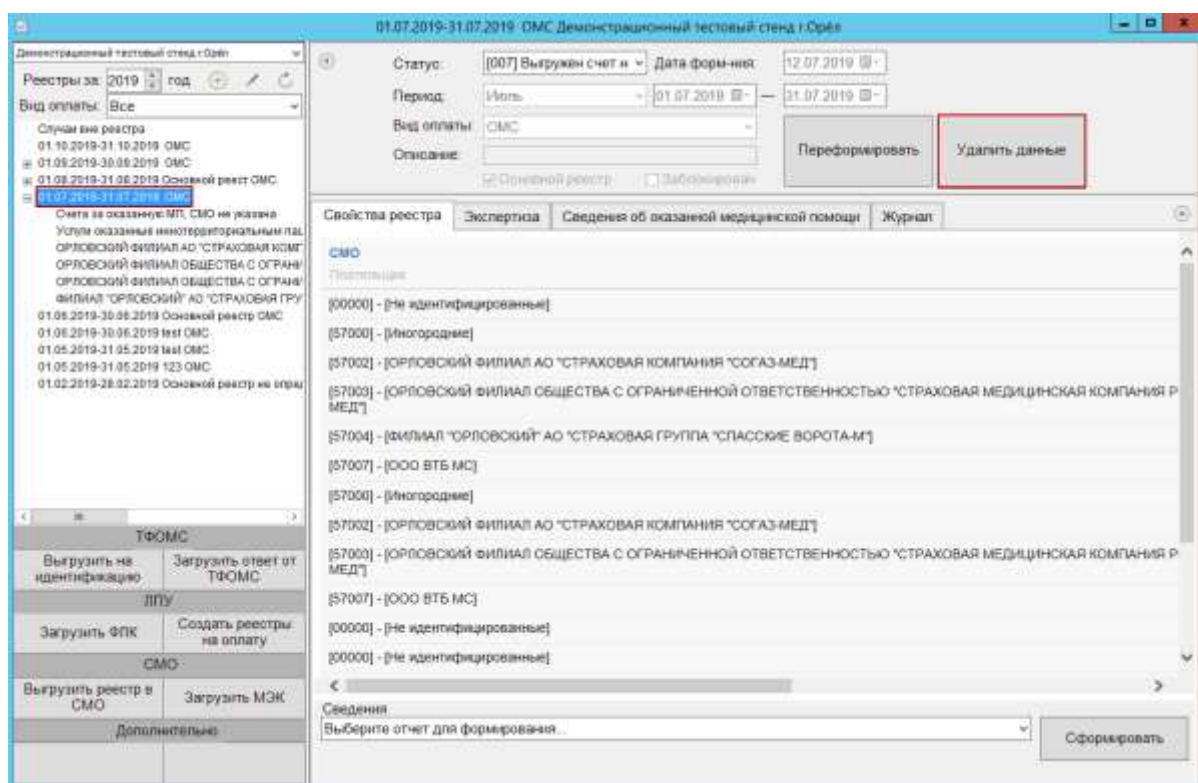 01.07.2019-31.07.2019 ОМС Демонстрационный тестовый стенд г.Орёл
Демонстрационный тестовый стенд г.Орёл
Реестры за: 2019 год
Вид оплаты: Все
Случаи вне реестра
01.10.2019-31.10.2019 ОМС
01.09.2019-30.09.2019 ОМС
01.08.2019-31.08.2019 Основной реест ОМС
01.07.2019-31.07.2019 ОМС
Счета за оказанную МП, СМО не указана
Услуги оказанные инотерриториальным пац
ОРЛОВСКИЙ ФИЛИАЛ АО "СТРАХОВАЯ КОМГ
ОРЛОВСКИЙ ФИЛИАЛ ОБЩЕСТВА С ОГРАНИ
ОРЛОВСКИЙ ФИЛИАЛ ОБЩЕСТВА С ОГРАНИ
ФИЛИАЛ "ОРЛОВСКИЙ" АО "СТРАХОВАЯ ГРУ
01.06.2019-30.06.2019 Основной реестр ОМС
01.06.2019-30.06.2019 test ОМС
01.05.2019-31.05.2019 test ОМС
01.05.2019-31.05.2019 123 ОМС
01.02.2019-28.02.2019 Основной реестр не опред
ТФОМС
Выгрузить на идентификацию
Загрузить ответ от ТФОМС
ЛПУ
Загрузить ФПК
Создать реестры на оплату
СМО
Выгрузить реестр в СМО
Загрузить МЭК
Дополнительно
Статус: [007] Выгружен счет и Дата форм-ния: 12.07.2019
Период: Июль 01.07.2019 — 31.07.2019
Вид оплаты: ОМС
Описание:
Основной реестр Заблокирован
Переформировать
Удалить данные
Свойства реестра Экспертиза Сведения об оказанной медицинской помощи Журнал
СМО
Плательщик
[00000] - [Не идентифицированные]
[57000] - [Иногородние]
[57002] - [ОРЛОВСКИЙ ФИЛИАЛ АО "СТРАХОВАЯ КОМПАНИЯ "СОГАЗ-МЕД"]
[57003] - [ОРЛОВСКИЙ ФИЛИАЛ ОБЩЕСТВА С ОГРАНИЧЕННОЙ ОТВЕТСТВЕННОСТЬЮ "СТРАХОВАЯ МЕДИЦИНСКАЯ КОМПАНИЯ Р
МЕД"]
[57004] - [ФИЛИАЛ "ОРЛОВСКИЙ" АО "СТРАХОВАЯ ГРУППА "СПАССКИЕ ВОРОТА-М"]
[57007] - [ООО ВТБ МС]
[57000] - [Иногородние]
[57002] - [ОРЛОВСКИЙ ФИЛИАЛ АО "СТРАХОВАЯ КОМПАНИЯ "СОГАЗ-МЕД"]
[57003] - [ОРЛОВСКИЙ ФИЛИАЛ ОБЩЕСТВА С ОГРАНИЧЕННОЙ ОТВЕТСТВЕННОСТЬЮ "СТРАХОВАЯ МЕДИЦИНСКАЯ КОМПАНИЯ Р
МЕД"]
[57007] - [ООО ВТБ МС]
[00000] - [Не идентифицированные]
[00000] - [Не идентифицированные]
Сведения
Выберите отчет для формирования...
Сформировать